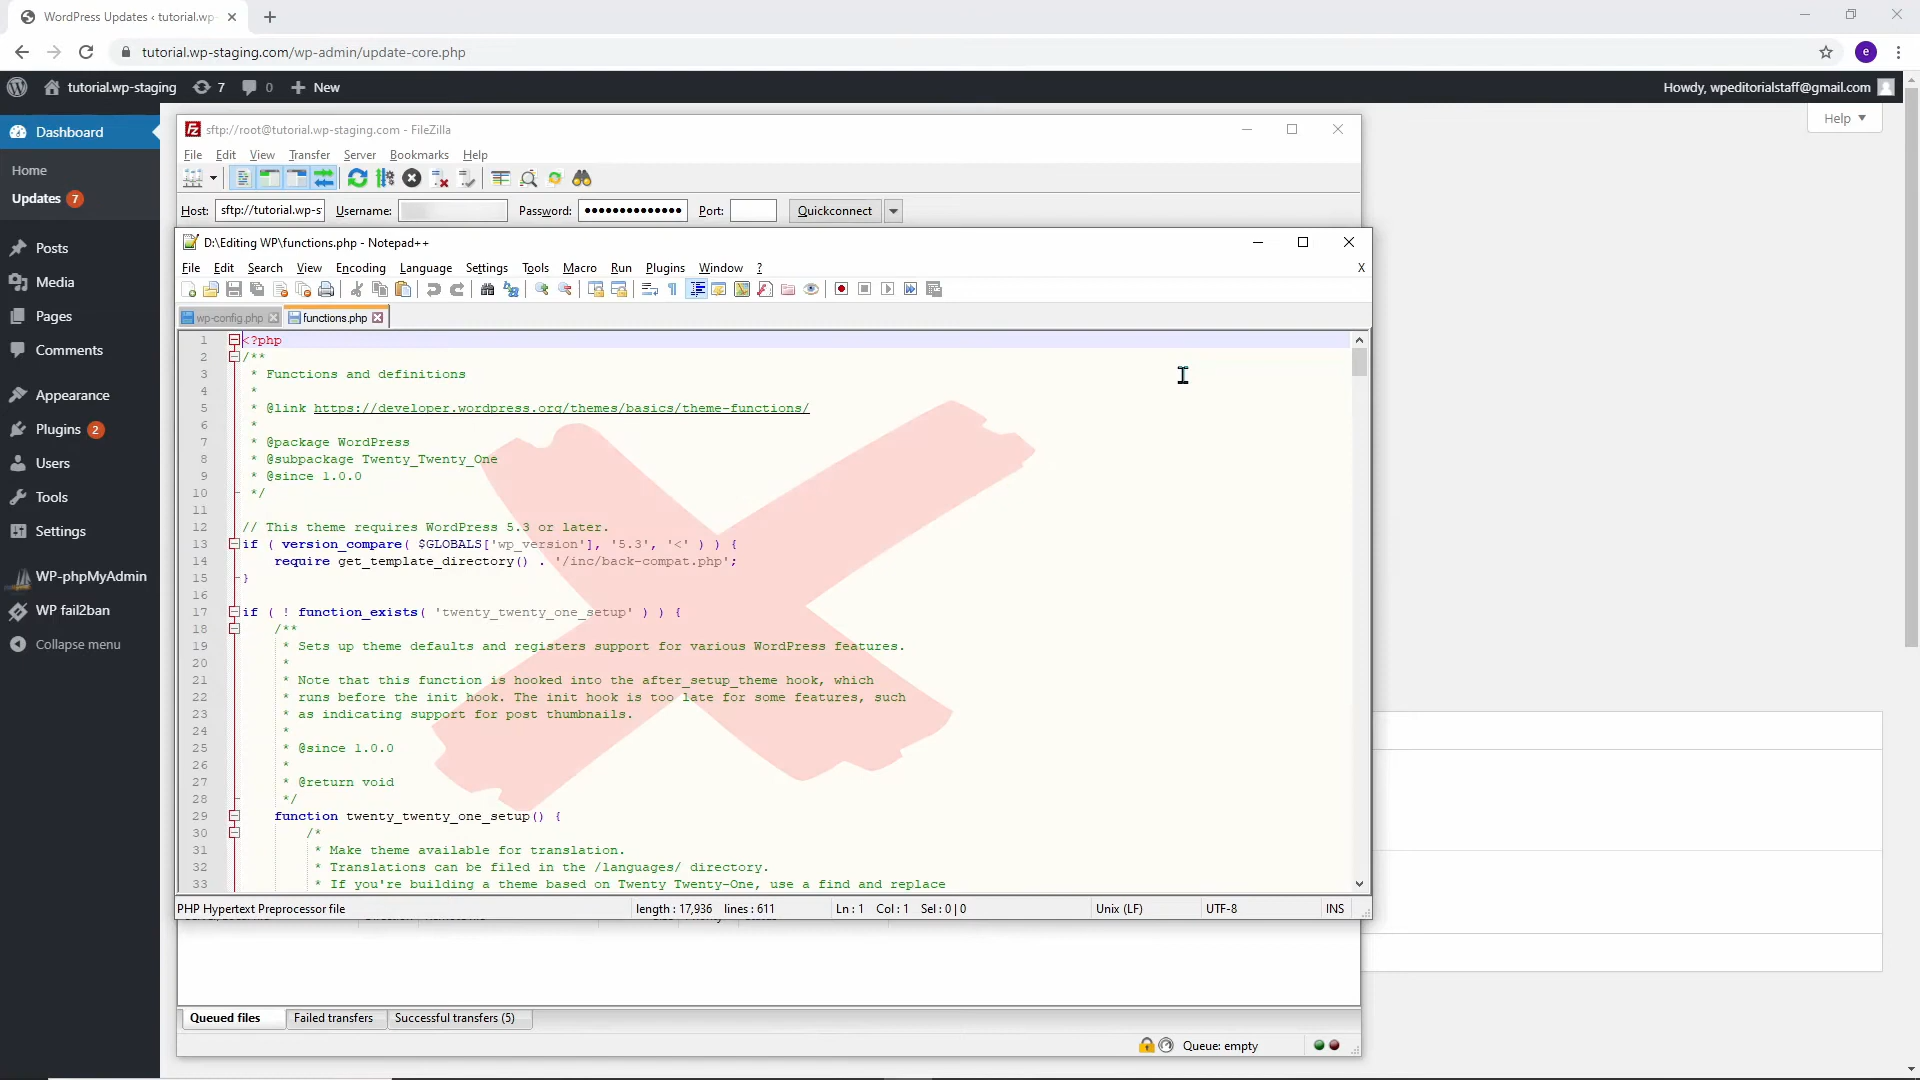 WordPress Updates ‹ tutorial.wp-
tutorial.wp-staging.com/wp-admin/update-core.php
e
tutorial.wp-staging
7
0
New
Howdy, wpeditorialstaff@gmail.com
Help
Dashboard
Home
Updates 7
Posts
Media
Pages
Comments
Appearance
Plugins 2
Users
Tools
Settings
WP-phpMyAdmin
WP fail2ban
Collapse menu
sftp://root@tutorial.wp-staging.com - FileZilla
File Edit View Transfer Server Bookmarks Help
Host: sftp://tutorial.wp-s Username: Password: Port: Quickconnect
D:\Editing WP\functions.php - Notepad++
File Edit Search View Encoding Language Settings Tools Macro Run Plugins Window ? X
wp-config.php functions.php
1 <?php
2 /**
3 * Functions and definitions
4 *
5 * @link https://developer.wordpress.org/themes/basics/theme-functions/
6 *
7 * @package WordPress
8 * @subpackage Twenty_Twenty_One
9 * @since 1.0.0
10 */
11
12 // This theme requires WordPress 5.3 or later.
13 if ( version_compare( $GLOBALS['wp_version'], '5.3', '<' ) ) {
14 require get_template_directory() . '/inc/back-compat.php';
15 }
16
17 if ( ! function_exists( 'twenty_twenty_one_setup' ) ) {
18 /**
19 * Sets up theme defaults and registers support for various WordPress features.
20 *
21 * Note that this function is hooked into the after_setup_theme hook, which
22 * runs before the init hook. The init hook is too late for some features, such
23 * as indicating support for post thumbnails.
24 *
25 * @since 1.0.0
26 *
27 * @return void
28 */
29 function twenty_twenty_one_setup() {
30 /*
31 * Make theme available for translation.
32 * Translations can be filed in the /languages/ directory.
33 * If you're building a theme based on Twenty Twenty-One, use a find and replace
PHP Hypertext Preprocessor file length : 17,936 lines : 611 Ln : 1 Col : 1 Sel : 0 | 0 Unix (LF) UTF-8 INS
Queued files Failed transfers Successful transfers (5)
Queue: empty